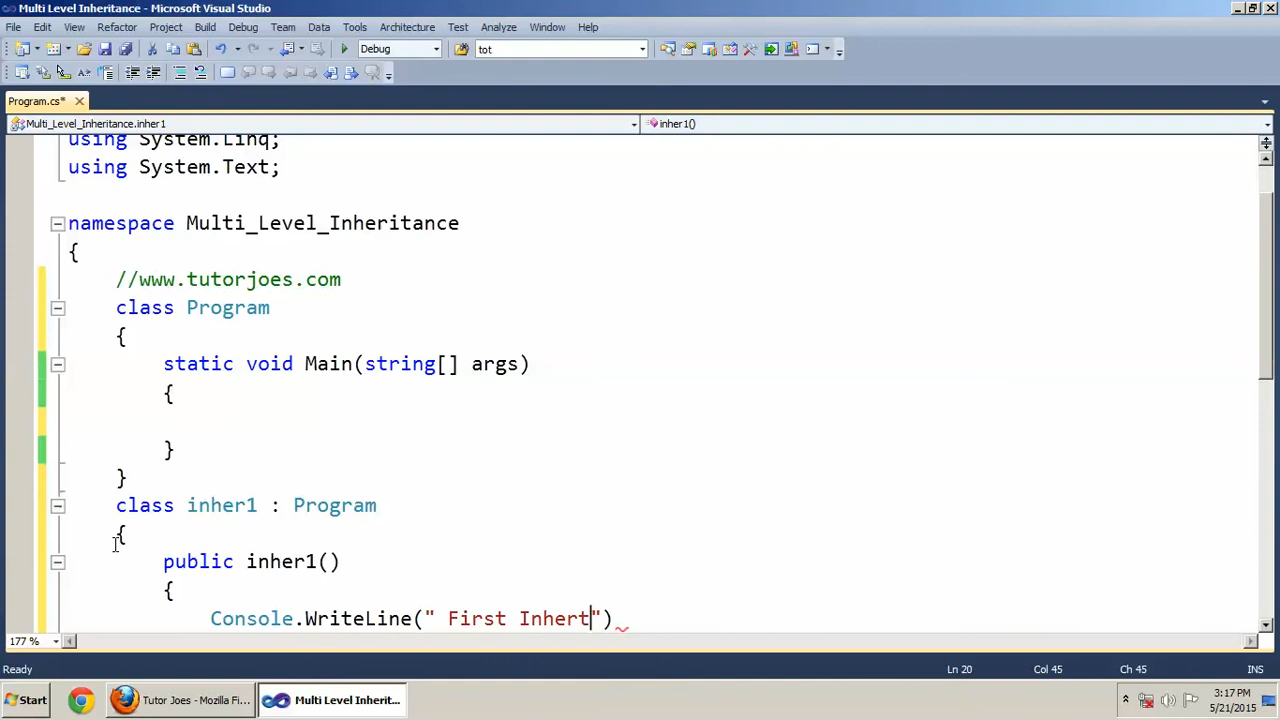 Multi Level Inheritance - Microsoft Visual Studio
File Edit View Refactor Project Build Debug Team Data Tools Architecture Test Analyze Window Help
Debug tot
Program.cs*
Multi_Level_Inheritance.inher1 inher1()
using System.Linq;
using System.Text;
namespace Multi_Level_Inheritance
{
//www.tutorjoes.com
class Program
{
static void Main(string[] args)
{
}
}
class inher1 : Program
{
public inher1()
{
Console.WriteLine(" First Inhert")
177 %
Ready Ln 20 Col 45 Ch 45 INS
Start Tutor Joes - Mozilla Fi... Multi Level Inherit... 3:17 PM
5/21/2015